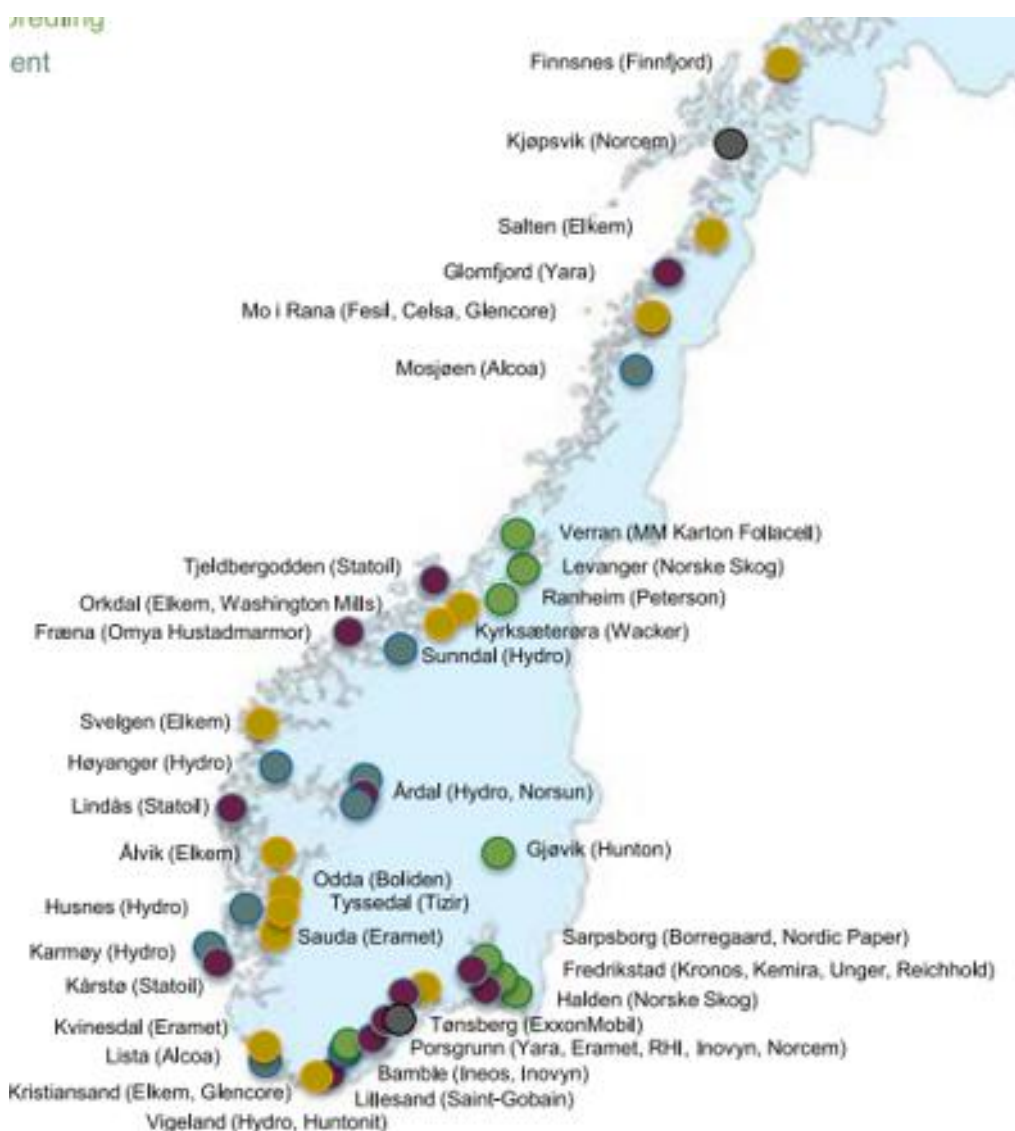 ent
Finnsnes (Finnfjord)
Kjøpsvik (Norcem)
Salten (Elkem)
Glomfjord (Yara)
Mo i Rana (Fesil, Celsa, Glencore)
Mosjøen (Alcoa)
Verran (MM Karton Follacell)
Tjeldbergodden (Statoil)
Levanger (Norske Skog)
Orkdal (Elkem, Washington Mills)
Ranheim (Peterson)
Fræna (Omya Hustadmarmor)
Kyrksæterøra (Wacker)
Sunndal (Hydro)
Svelgen (Elkem)
Høyanger (Hydro)
Årdal (Hydro, Norsun)
Lindås (Statoil)
Ålvik (Elkem)
Gjøvik (Hunton)
Odda (Boliden)
Tyssedal (Tizir)
Husnes (Hydro)
Sauda (Eramet)
Sarpsborg (Borregaard, Nordic Paper)
Karmøy (Hydro)
Fredrikstad (Kronos, Kemira, Unger, Reichhold)
Kårstø (Statoil)
Halden (Norske Skog)
Kvinesdal (Eramet)
Tønsberg (ExxonMobil)
Lista (Alcoa)
Porsgrunn (Yara, Eramet, RHI, Inovyn, Norcem)
Bamble (Ineos, Inovyn)
Kristiansand (Elkem, Glencore)
Lillesand (Saint-Gobain)
Vigeland (Hydro, Huntonit)